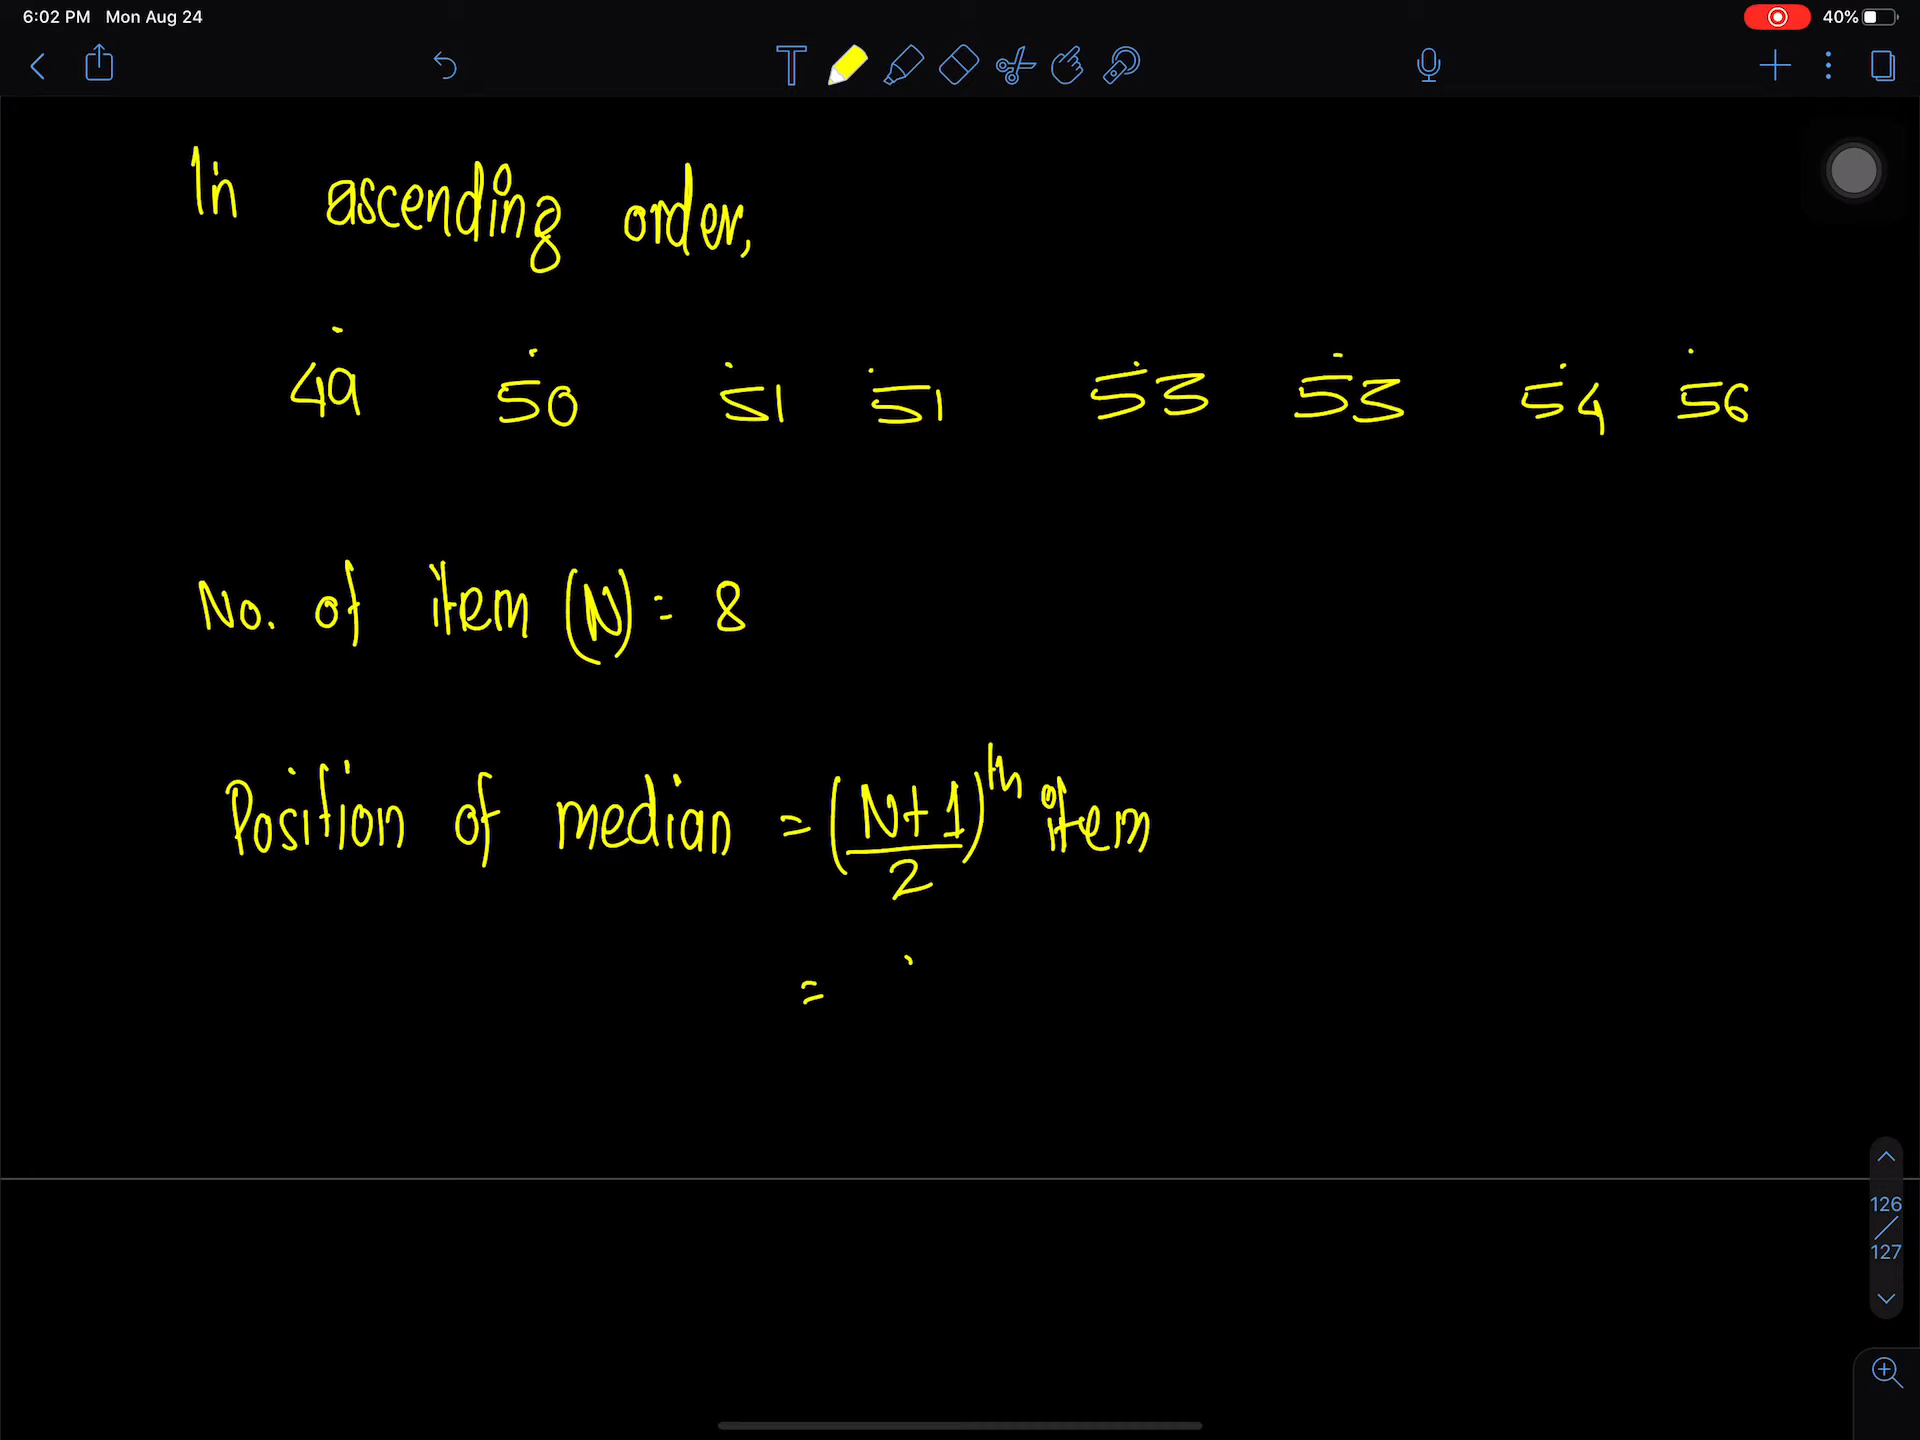 6:02 PM Mon Aug 24
40%
In ascending order,
49 50 51 51 53 53 54 56
No. of item (N) = 8
Position of median = (N+1/2)th of item
=
126
127